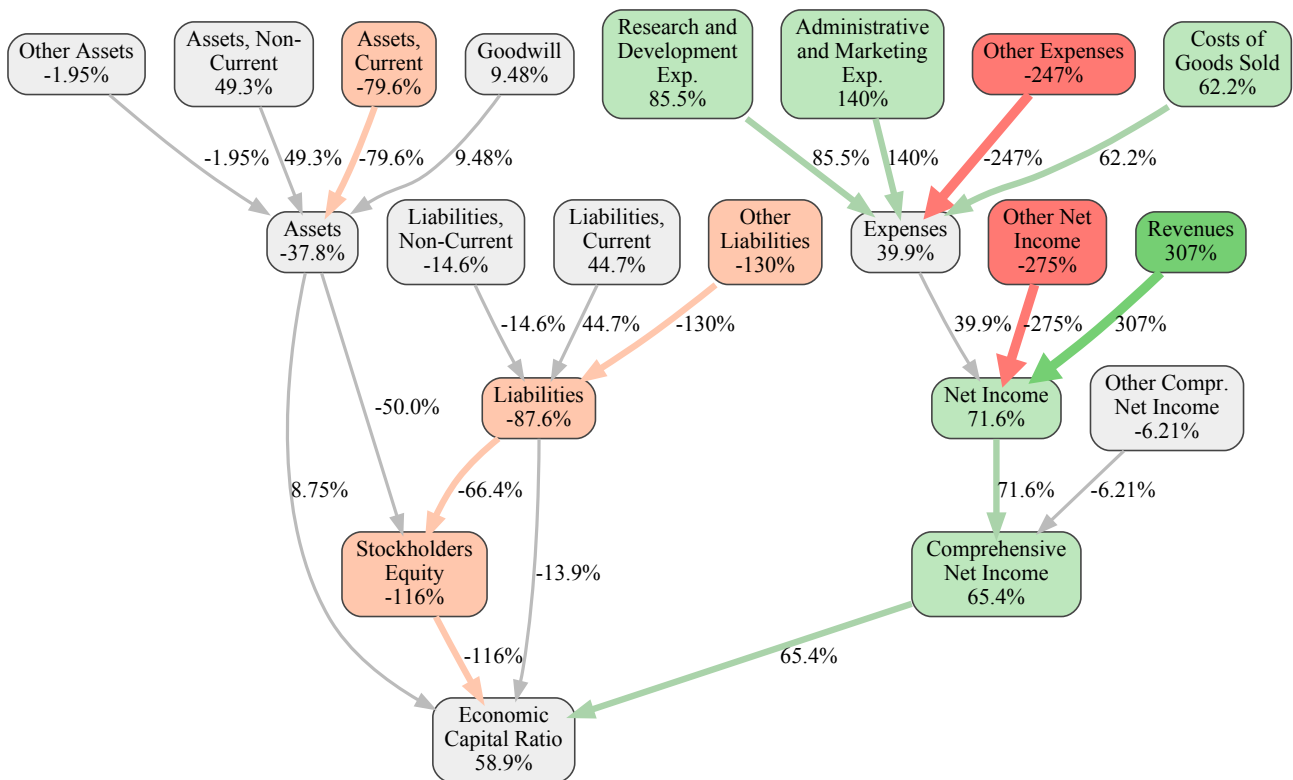 Other Assets
-1.95%
Assets, Non-
Current
49.3%
Assets,
Current
-79.6%
Goodwill
9.48%
Research and
Development
Exp.
85.5%
Administrative
and Marketing
Exp.
140%
Other Expenses
-247%
Costs of
Goods Sold
62.2%
-1.95%
49.3%
-79.6%
9.48%
85.5%
140%
-247%
62.2%
Assets
-37.8%
Liabilities,
Non-Current
-14.6%
Liabilities,
Current
44.7%
Other
Liabilities
-130%
Expenses
39.9%
Other Net
Income
-275%
Revenues
307%
-14.6%
44.7%
-130%
39.9%
-275%
307%
-50.0%
Liabilities
-87.6%
Net Income
71.6%
Other Compr.
Net Income
-6.21%
8.75%
-66.4%
71.6%
-6.21%
Stockholders
Equity
-116%
-13.9%
Comprehensive
Net Income
65.4%
-116%
65.4%
Economic
Capital Ratio
58.9%